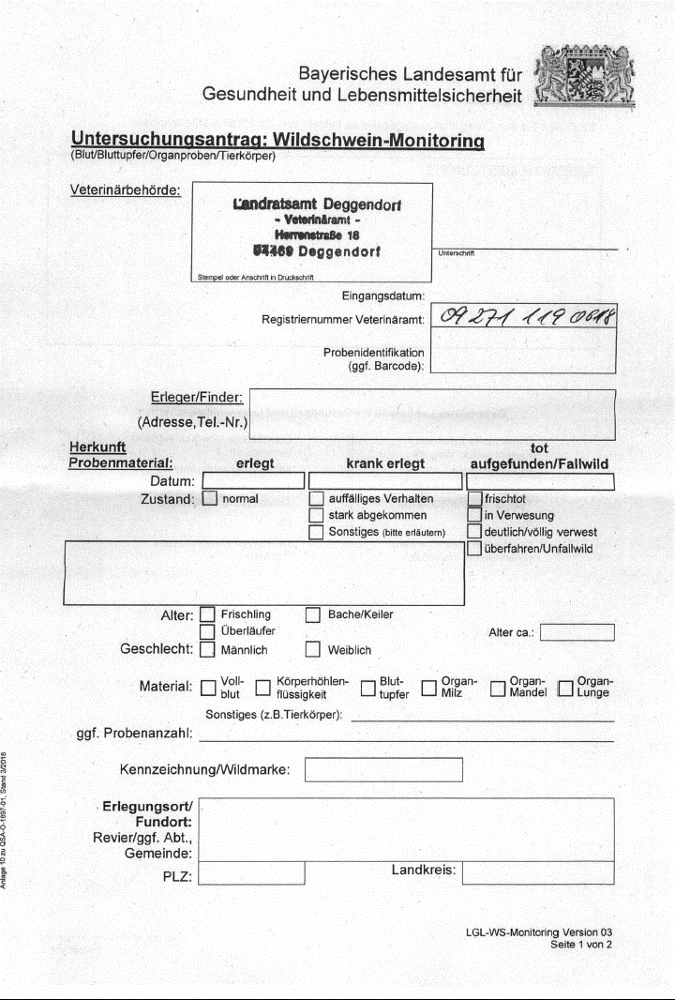 Bayerisches Landesamt für
Gesundheit und Lebensmittelsicherheit
Untersuchungsantrag: Wildschwein-Monitoring
(Blut/Bluttupfer/Organproben/Tierkörper)
Veterinärbehörde:
Landratsamt Deggendorf
- Veterinäramt -
Herrenstraße 18
94469 Deggendorf
Stempel oder Anschrift in Druckschrift
Unterschrift
Eingangsdatum:
Registriernummer Veterinäramt: 09 271 119 0618
Probenidentifikation
(ggf. Barcode):
Erleger/Finder:
(Adresse,Tel.-Nr.)
Herkunft
Probenmaterial: erlegt krank erlegt tot aufgefunden/Fallwild
Datum:
Zustand: normal auffälliges Verhalten frischtot
stark abgekommen in Verwesung
Sonstiges (bitte erläutern) deutlich/völlig verwest
überfahren/Unfallwild
Alter: Frischling Bache/Keiler
Überläufer Alter ca.:
Geschlecht: Männlich Weiblich
Material: Voll-blut Körperhöhlen-flüssigkeit Blut-tupfer Organ-Milz Organ-Mandel Organ-Lunge
Sonstiges (z.B.Tierkörper):
ggf. Probenanzahl:
Kennzeichnung/Wildmarke:
Erlegungsort/
Fundort:
Revier/ggf. Abt.,
Gemeinde:
PLZ: Landkreis:
Anlage 10 zu QSA-O-1897-01, Stand 3/2018
LGL-WS-Monitoring Version 03
Seite 1 von 2